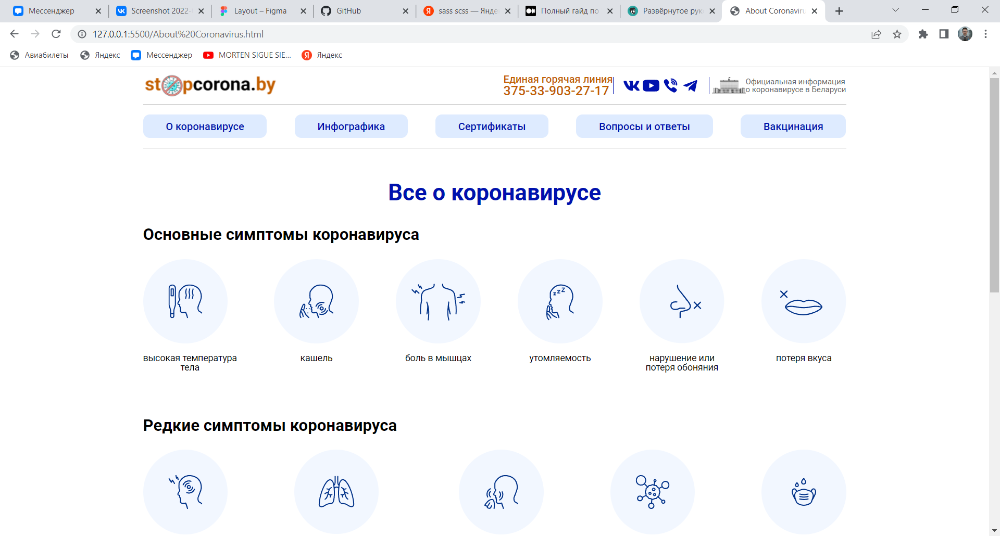 Мессенджер
Screenshot 2022-
Layout – Figma
GitHub
sass scss — Янде
Полный гайд по
Развёрнутое рук
About Coronaviru
127.0.0.1:5500/About%20Coronavirus.html
Авиабилеты
Яндекс
Мессенджер
MORTEN SIGUE SIE...
Яндекс
stopcorona.by
Единая горячая линия
375-33-903-27-17
Официальная информация
о коронавирусе в Беларуси
О коронавирусе
Инфографика
Сертификаты
Вопросы и ответы
Вакцинация
Все о коронавирусе
Основные симптомы коронавируса
z z Z
высокая температура
тела
кашель
боль в мышцах
утомляемость
нарушение или
потеря обоняния
потеря вкуса
Редкие симптомы коронавируса